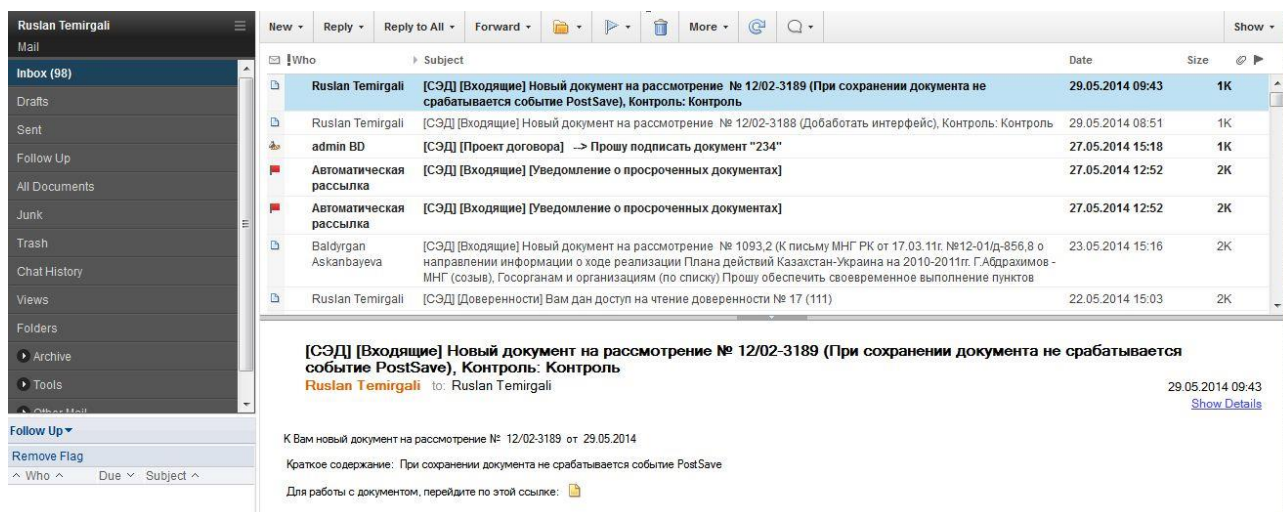 Ruslan Temirgali
Mail
Inbox (98)
Drafts
Sent
Follow Up
All Documents
Junk
Trash
Chat History
Views
Folders
Archive
Tools
Other Mail
Follow Up
Remove Flag
Who Due Subject
New Reply Reply to All Forward More Show
! Who Subject Date Size
Ruslan Temirgali [СЭД] [Входящие] Новый документ на рассмотрение № 12/02-3189 (При сохранении документа не 29.05.2014 09:43 1K
срабатывается событие PostSave), Контроль: Контроль
Ruslan Temirgali [СЭД] [Входящие] Новый документ на рассмотрение № 12/02-3188 (Добаботать интерфейс), Контроль: Контроль 29.05.2014 08:51 1K
admin BD [СЭД] [Проект договора] --> Прошу подписать документ "234" 27.05.2014 15:18 1K
Автоматическая [СЭД] [Входящие] [Уведомление о просроченных документах] 27.05.2014 12:52 2K
рассылка
Автоматическая [СЭД] [Входящие] [Уведомление о просроченных документах] 27.05.2014 12:52 2K
рассылка
Baldyrgan [СЭД] [Входящие] Новый документ на рассмотрение № 1093,2 (К письму МНГ РК от 17.03.11г. №12-01/д-856,8 о 23.05.2014 15:16 2K
Askanbayeva направлении информации о ходе реализации Плана действий Казахстан-Украина на 2010-2011гг. Г.Абдрахимов -
МНГ (созыв), Госорганам и организациям (по списку) Прошу обеспечить своевременное выполнение пунктов
Ruslan Temirgali [СЭД] [Доверенности] Вам дан доступ на чтение доверенности № 17 (111) 22.05.2014 15:03 2K
[СЭД] [Входящие] Новый документ на рассмотрение № 12/02-3189 (При сохранении документа не срабатывается
событие PostSave), Контроль: Контроль
Ruslan Temirgali to: Ruslan Temirgali 29.05.2014 09:43
Show Details
К Вам новый документ на рассмотрение № 12/02-3189 от 29.05.2014
Краткое содержание: При сохранении документа не срабатывается событие PostSave
Для работы с документом, перейдите по этой ссылке: